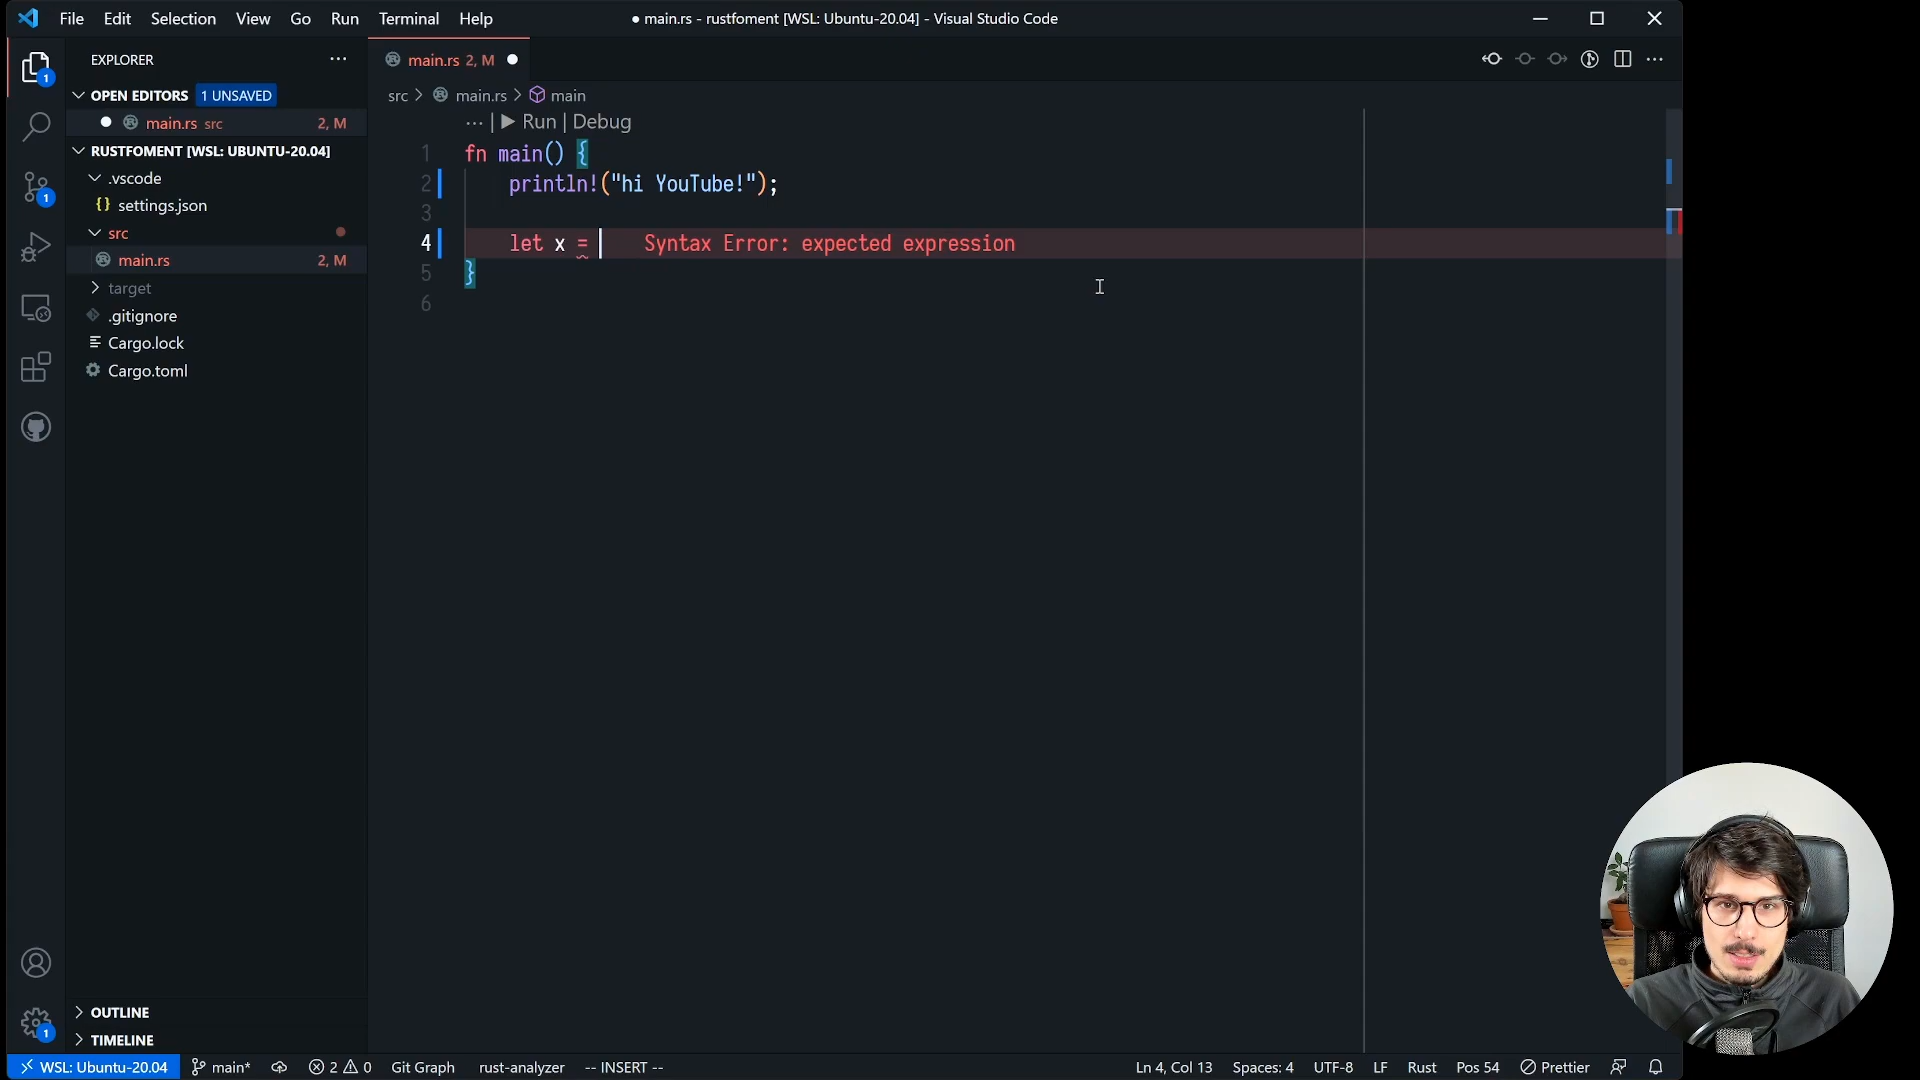 File Edit Selection View Go Run Terminal Help
● main.rs - rustfoment [WSL: Ubuntu-20.04] - Visual Studio Code
EXPLORER
main.rs 2, M
OPEN EDITORS 1 UNSAVED
main.rs src 2, M
RUSTFOMENT [WSL: UBUNTU-20.04]
.vscode
{} settings.json
src
main.rs 2, M
target
.gitignore
Cargo.lock
Cargo.toml
OUTLINE
TIMELINE
src > main.rs > main
... | Run | Debug
1 fn main() {
2 println!("hi YouTube!");
3
4 let x = Syntax Error: expected expression
5 }
6
1
1
1
WSL: Ubuntu-20.04 main* 2 0 Git Graph rust-analyzer -- INSERT -- Ln 4, Col 13 Spaces: 4 UTF-8 LF Rust Pos 54 Prettier